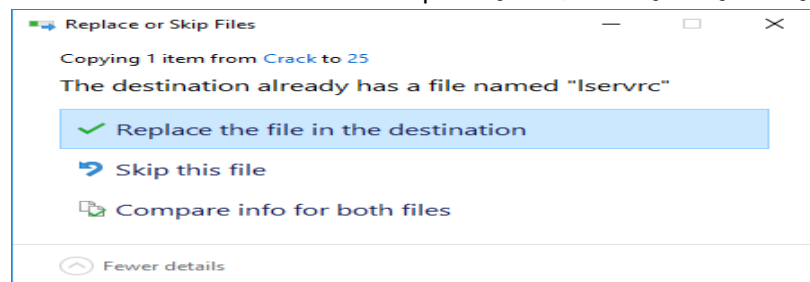 Replace or Skip Files
Copying 1 item from Crack to 25
The destination already has a file named "lservrc"
Replace the file in the destination
Skip this file
Compare info for both files
Fewer details